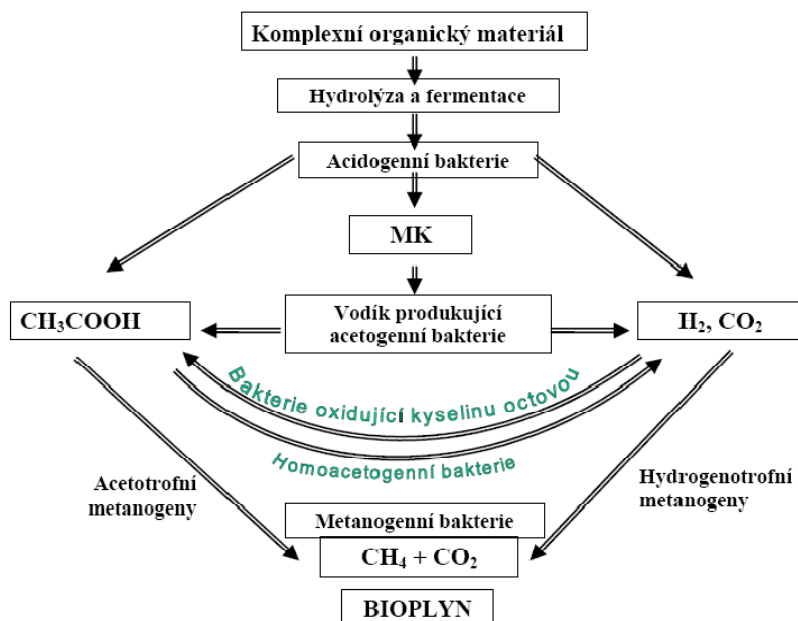 Komplexní organický materiál
Hydrolýza a fermentace
Acidogenní bakterie
MK
CH₃COOH
Vodík produkující
acetogenní bakterie
H₂, CO₂
Bakterie oxidující kyselinu octovou
Homoacetogenní bakterie
Acetotrofní
metanogeny
Hydrogenotrofní
metanogeny
Metanogenní bakterie
CH₄ + CO₂
BIOPLYN